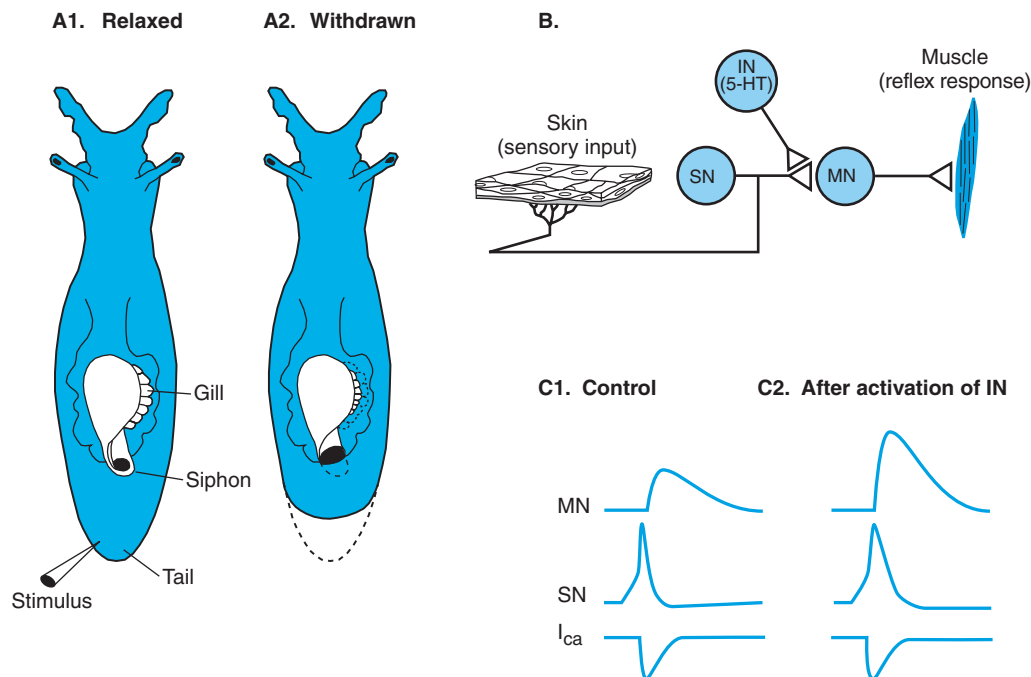 A1. Relaxed
A2. Withdrawn
Gill
Siphon
Tail
Stimulus
B.
Skin
(sensory input)
IN
(5-HT)
SN
MN
Muscle
(reflex response)
C1. Control
C2. After activation of IN
MN
SN
Ica